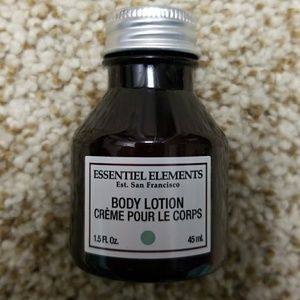 ESSENTIEL ELEMENTS
Est. San Francisco
BODY LOTION
CRÈME POUR LE CORPS
1.5 Fl. Oz. 45 mL